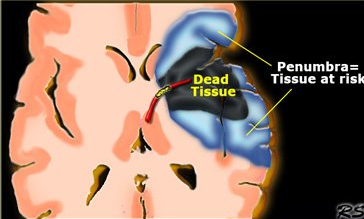 Penumbra=
Tissue at risk
Dead
Tissue
RS